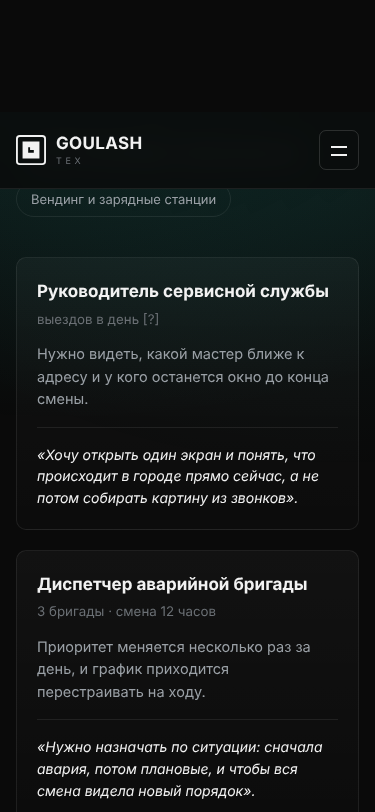 GOULASH
ТЕХ
Вендинг и зарядные станции
Руководитель сервисной службы
выездов в день [?]
Нужно видеть, какой мастер ближе к
адресу и у кого останется окно до конца
смены.
«Хочу открыть один экран и понять, что
происходит в городе прямо сейчас, а не
потом собирать картину из звонков».
Диспетчер аварийной бригады
3 бригады · смена 12 часов
Приоритет меняется несколько раз за
день, и график приходится
перестраивать на ходу.
«Нужно назначать по ситуации: сначала
авария, потом плановые, и чтобы вся
смена видела новый порядок».